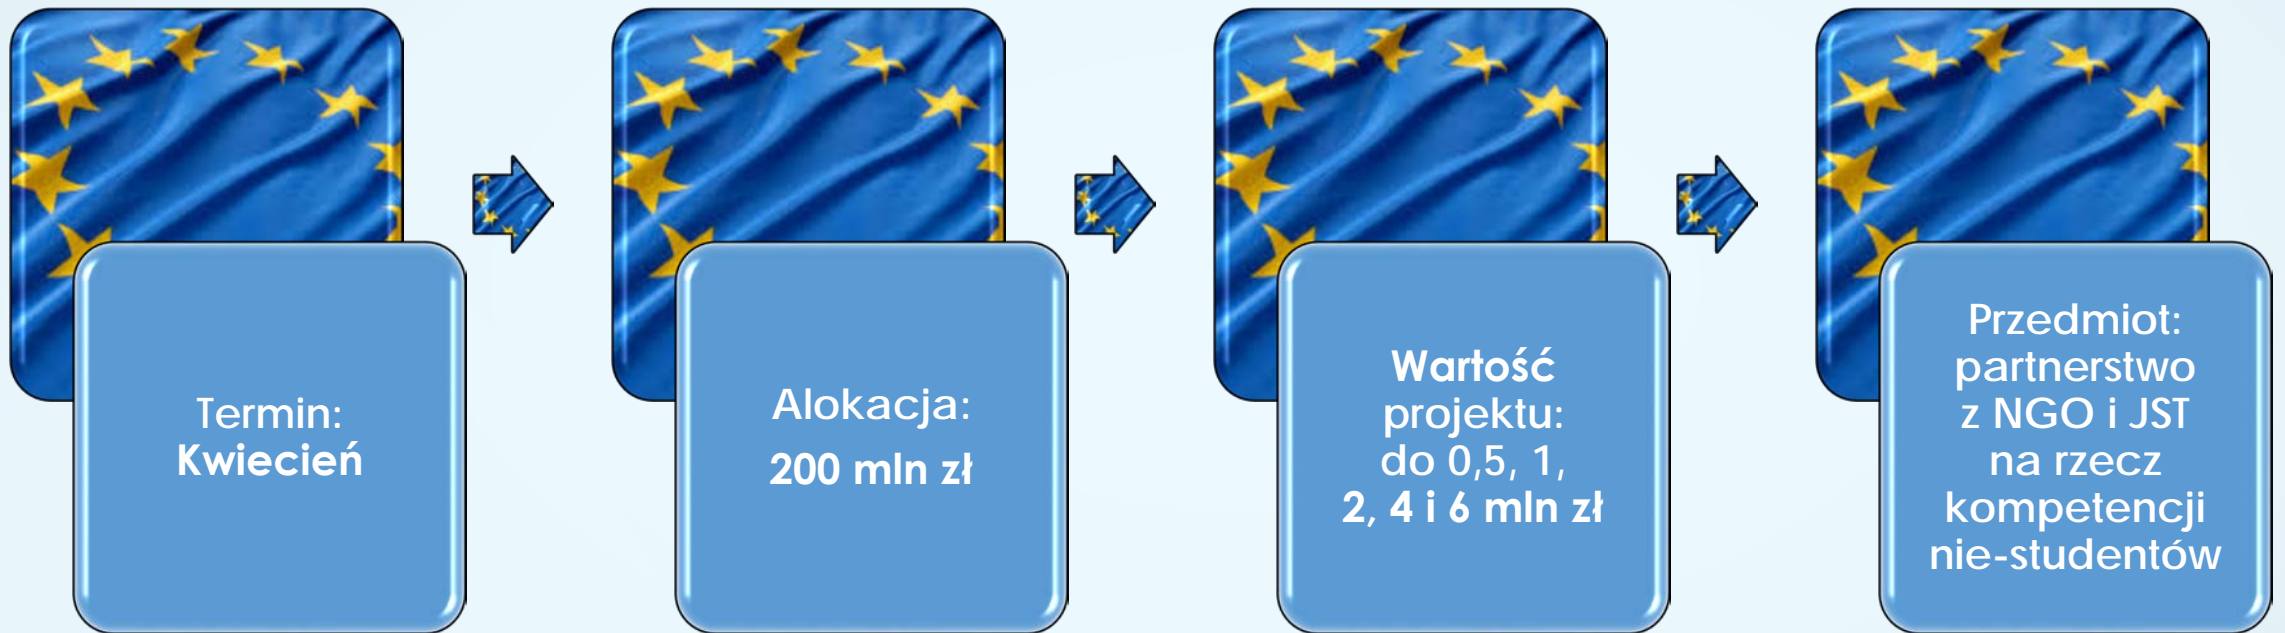 Termin:
Kwiecień
Alokacja:
200 mln zł
Wartość
projektu:
do 0,5, 1,
2, 4 i 6 mln zł
Przedmiot:
partnerstwo
z NGO i JST
na rzecz
kompetencji
nie-studentów